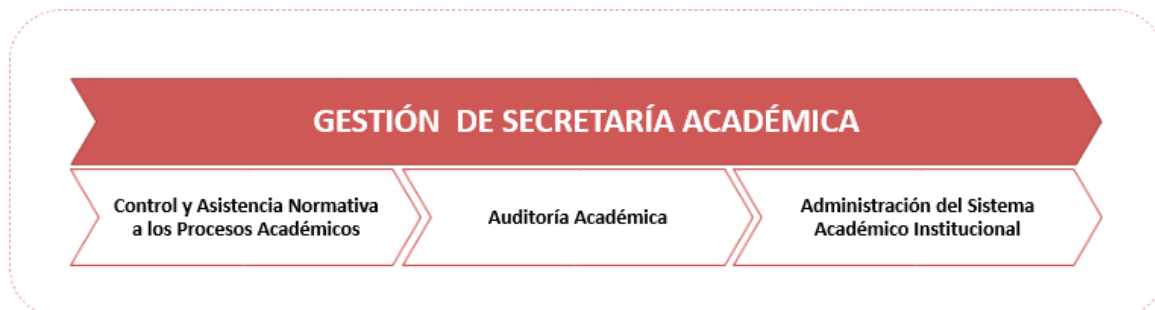 GESTIÓN DE SECRETARÍA ACADÉMICA
Control y Asistencia Normativa
a los Procesos Académicos
Auditoría Académica
Administración del Sistema
Académico Institucional